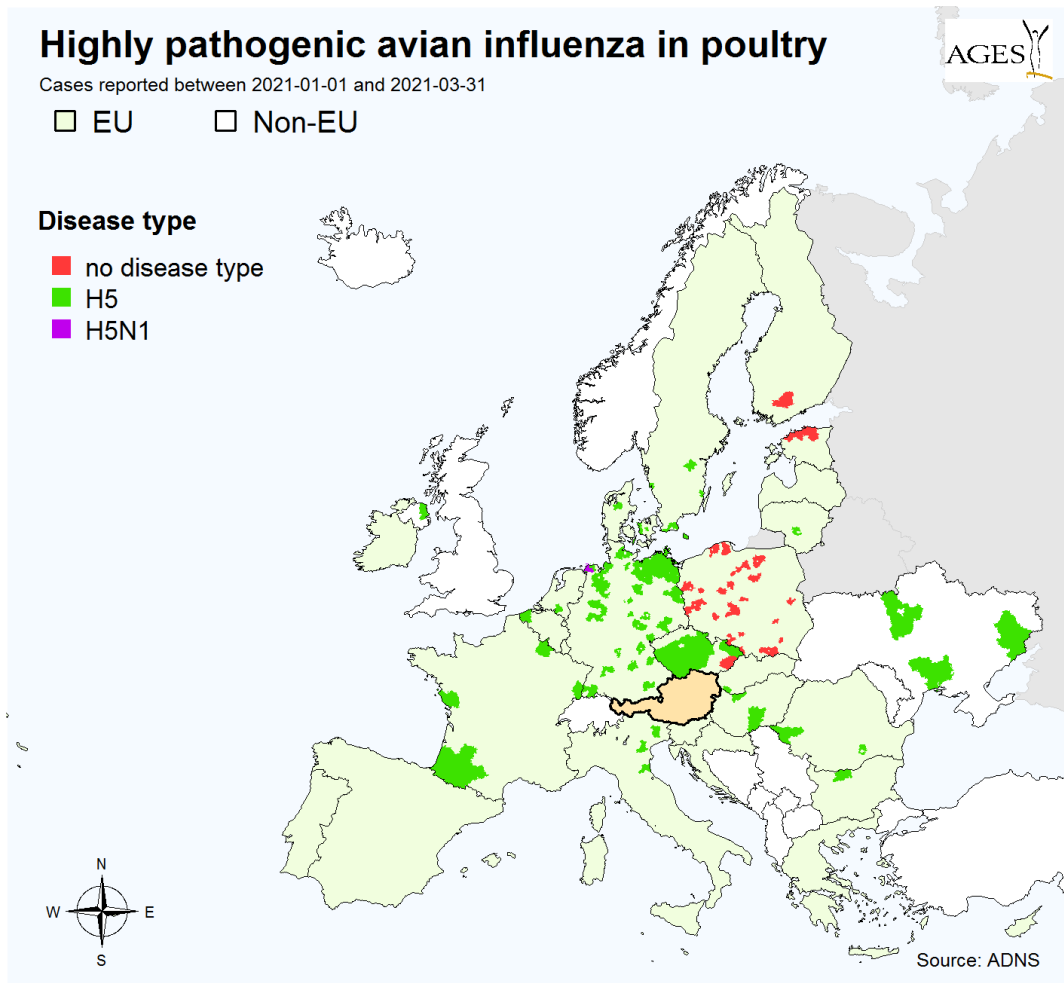 Highly pathogenic avian influenza in poultry
AGES
Cases reported between 2021-01-01 and 2021-03-31
EU Non-EU
Disease type
no disease type
H5
H5N1
N
W E
S
Source: ADNS